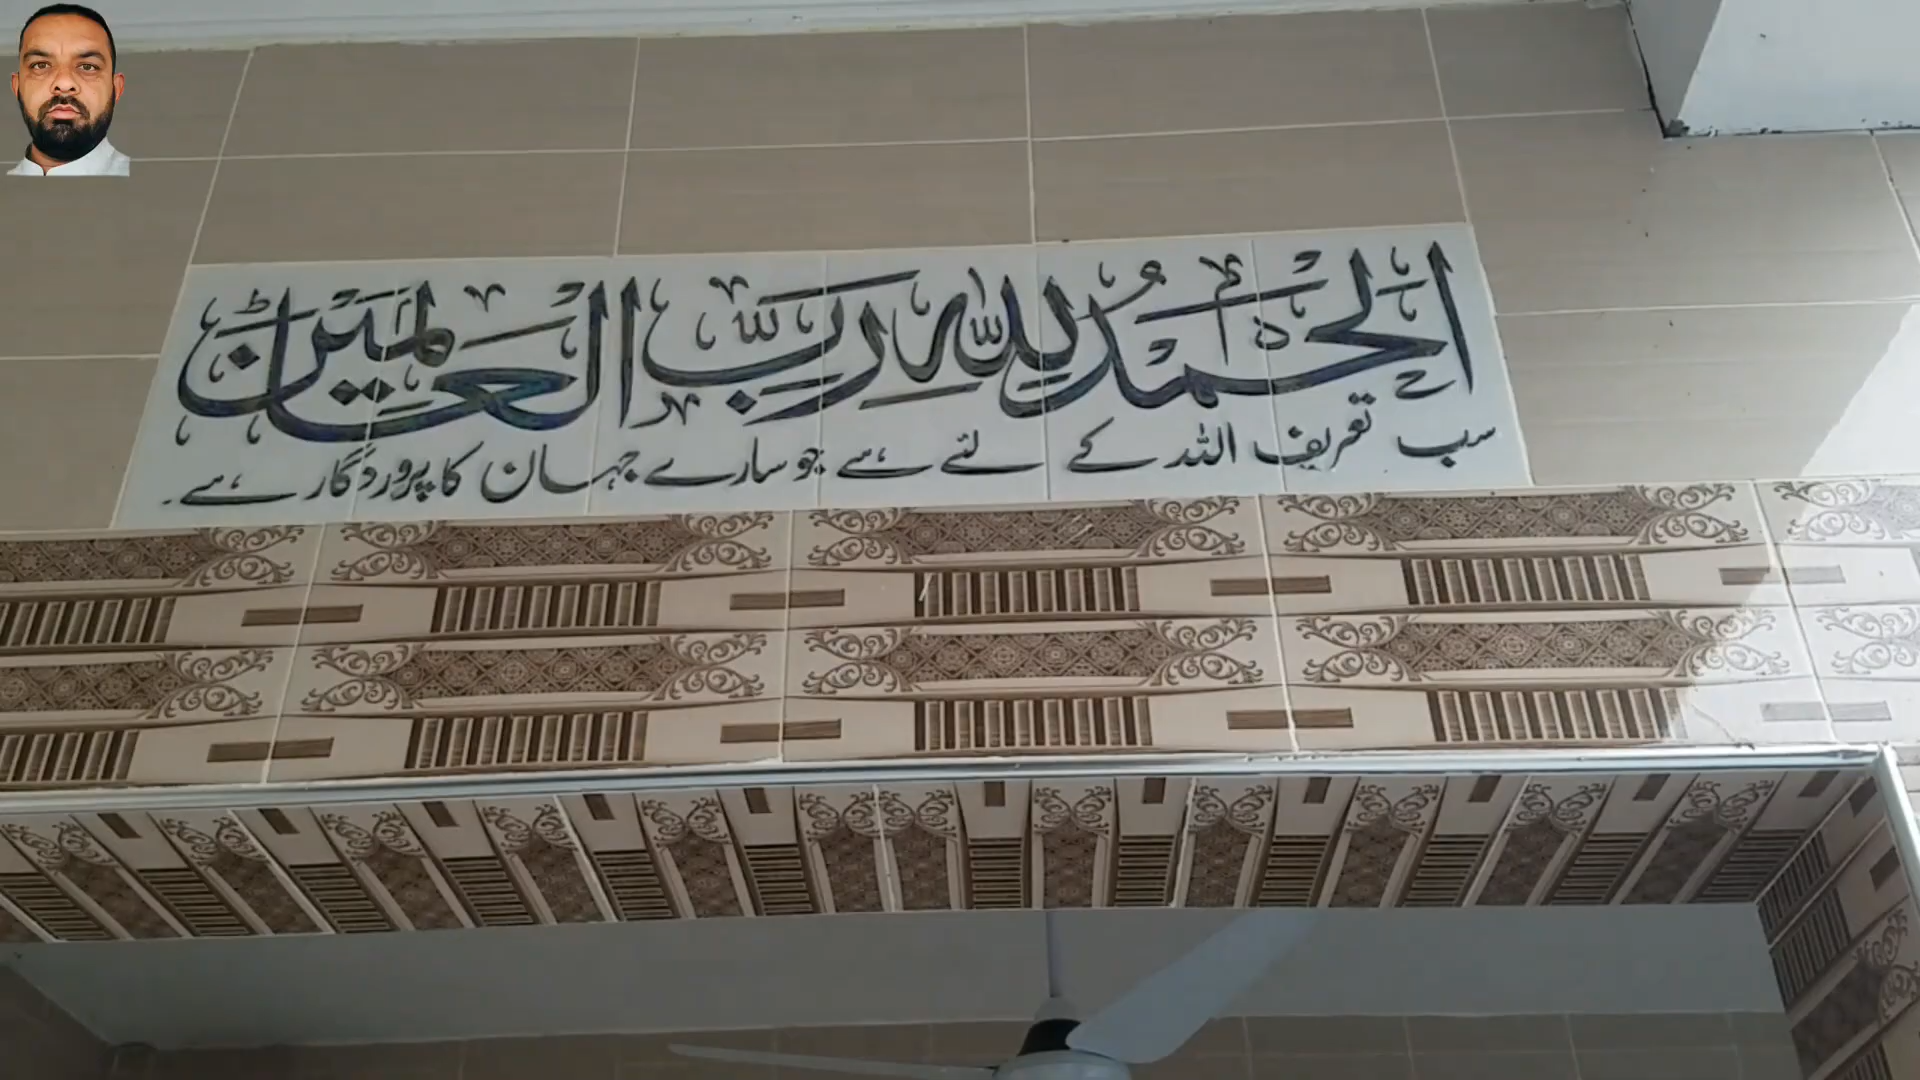 الحمد لله رب العالمين
سب تعریف اللہ کے لئے ہے جو سارے جہان کا پروردگار ہے۔